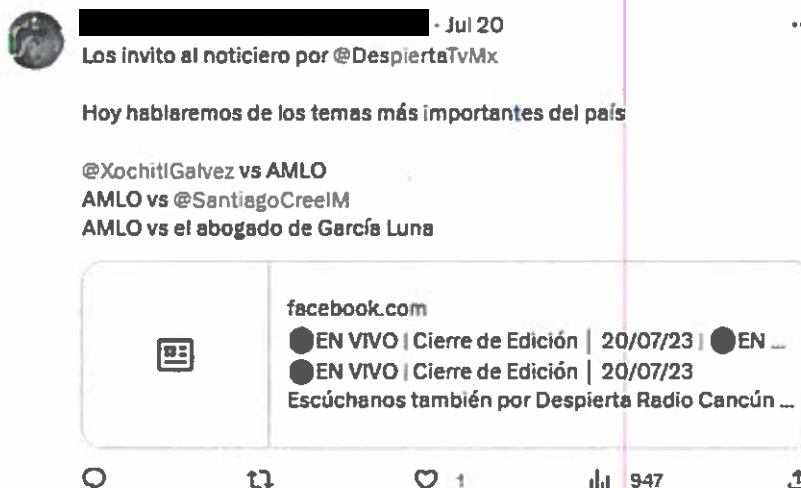 · Jul 20
Los invito al noticiero por @DespiertaTvMx
Hoy hablaremos de los temas más importantes del país
@XochitlGalvez vs AMLO
AMLO vs @SantiagoCreelM
AMLO vs el abogado de García Luna
facebook.com
EN VIVO | Cierre de Edición | 20/07/23 | EN ...
EN VIVO | Cierre de Edición | 20/07/23
Escúchanos también por Despierta Radio Cancún ...
1
947